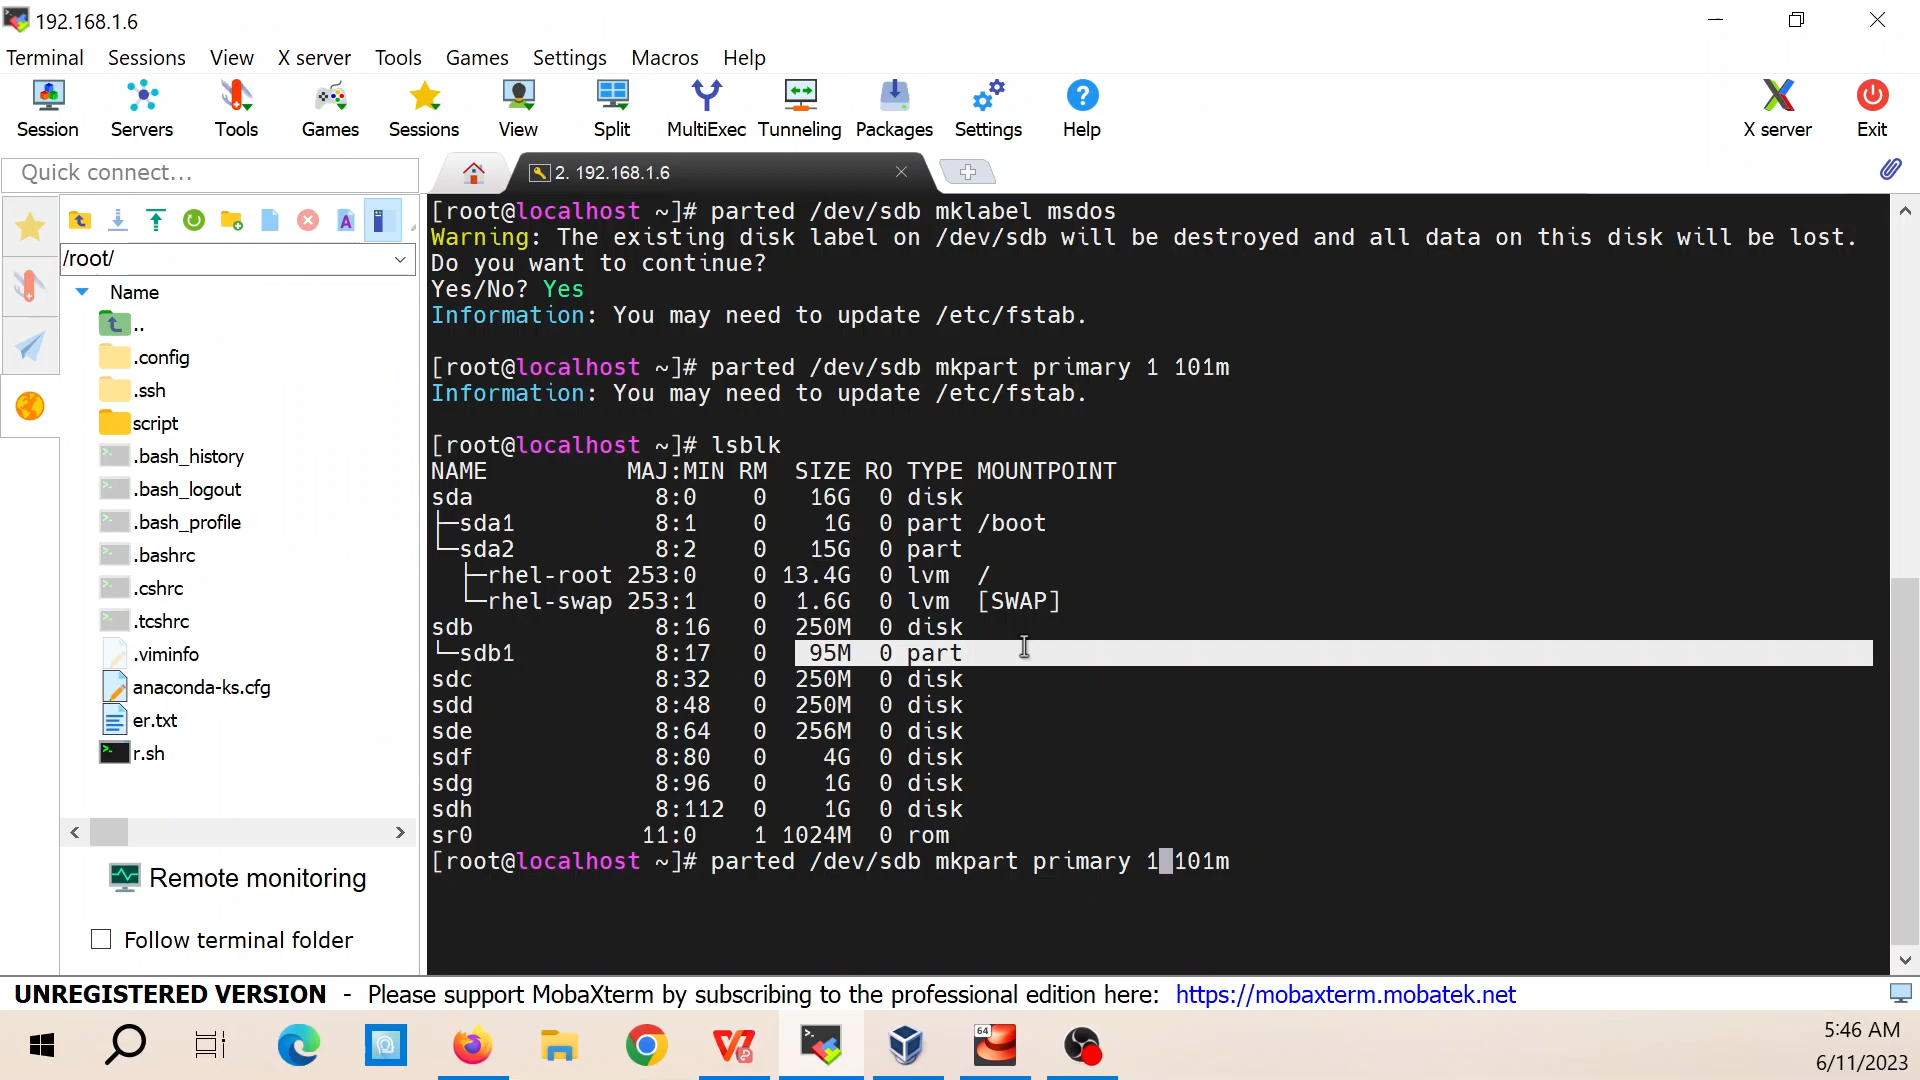 192.168.1.6
Terminal Sessions View X server Tools Games Settings Macros Help
Session Servers Tools Games Sessions View Split MultiExec Tunneling Packages Settings Help X server Exit
Quick connect...
2. 192.168.1.6
/root/
Name
..
.config
.ssh
script
.bash_history
.bash_logout
.bash_profile
.bashrc
.cshrc
.tcshrc
.viminfo
anaconda-ks.cfg
er.txt
r.sh
Remote monitoring
Follow terminal folder
[root@localhost ~]# parted /dev/sdb mklabel msdos
Warning: The existing disk label on /dev/sdb will be destroyed and all data on this disk will be lost.
Do you want to continue?
Yes/No? Yes
Information: You may need to update /etc/fstab.
[root@localhost ~]# parted /dev/sdb mkpart primary 1 101m
Information: You may need to update /etc/fstab.
[root@localhost ~]# lsblk
NAME MAJ:MIN RM SIZE RO TYPE MOUNTPOINT
sda 8:0 0 16G 0 disk
├─sda1 8:1 0 1G 0 part /boot
└─sda2 8:2 0 15G 0 part
├─rhel-root 253:0 0 13.4G 0 lvm /
└─rhel-swap 253:1 0 1.6G 0 lvm [SWAP]
sdb 8:16 0 250M 0 disk
└─sdb1 8:17 0 95M 0 part
sdc 8:32 0 250M 0 disk
sdd 8:48 0 250M 0 disk
sde 8:64 0 256M 0 disk
sdf 8:80 0 4G 0 disk
sdg 8:96 0 1G 0 disk
sdh 8:112 0 1G 0 disk
sr0 11:0 1 1024M 0 rom
[root@localhost ~]# parted /dev/sdb mkpart primary 1 101m
UNREGISTERED VERSION - Please support MobaXterm by subscribing to the professional edition here: https://mobaxterm.mobatek.net
64
5:46 AM
6/11/2023